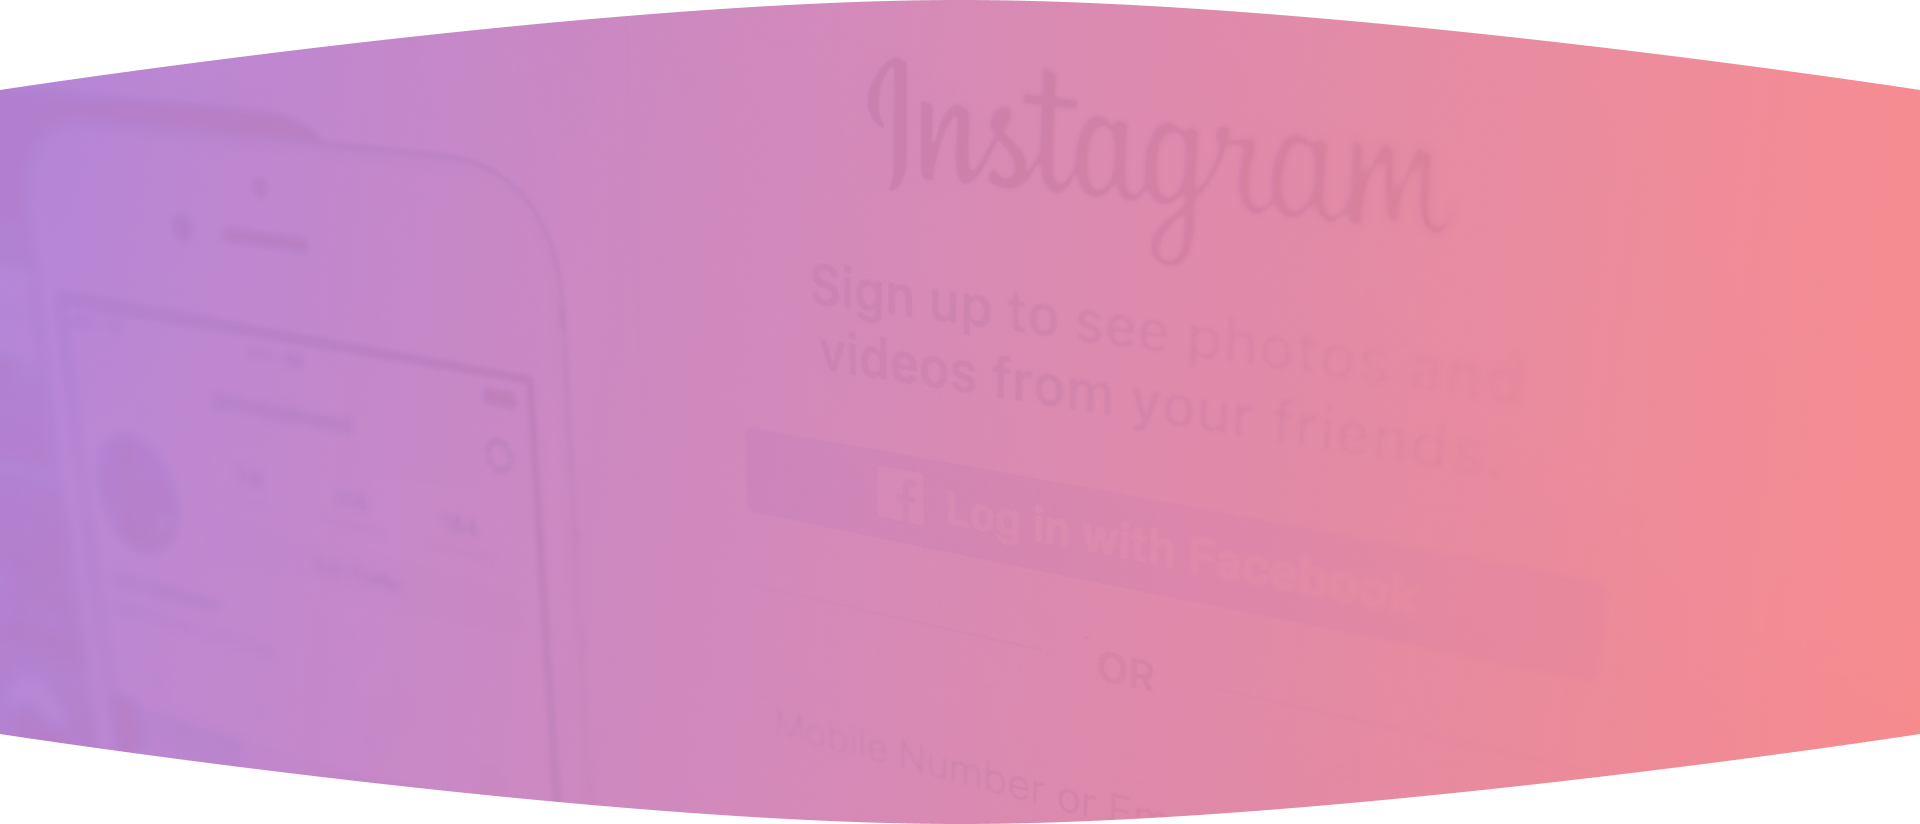 Instagram
Sign up to see photos and
videos from your friends.
f Log in with Facebook
OR
Mobile Number or Em